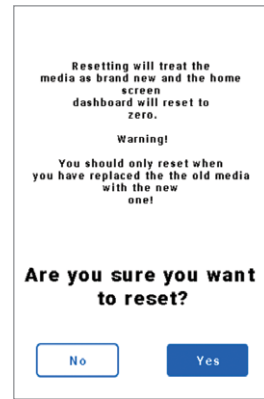 Resetting will treat the
media as brand new and the home
screen
dashboard will reset to
zero.
Warning!
You should only reset when
you have replaced the the old media
with the new
one!
Are you sure you want
to reset?
No
Yes